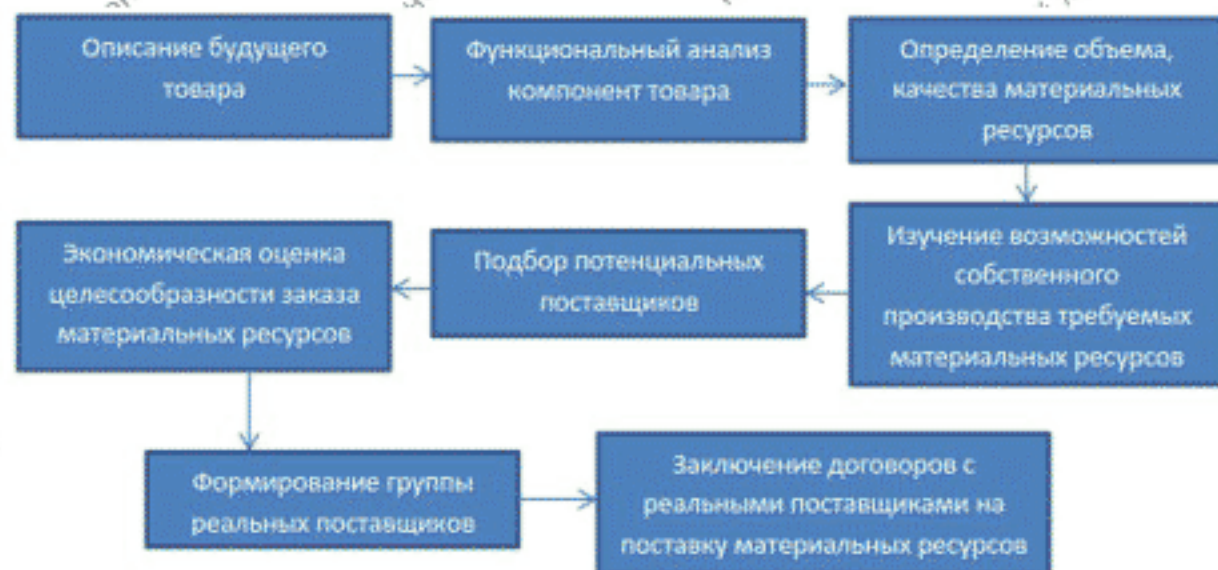 Описание будущего
товара
Функциональный анализ
компонент товара
Определение объема,
качества материальных
ресурсов
Изучение возможностей
собственного
производства требуемых
материальных ресурсов
Подбор потенциальных
поставщиков
Экономическая оценка
целесообразности заказа
материальных ресурсов
Формирование группы
реальных поставщиков
Заключение договоров с
реальными поставщиками на
поставку материальных ресурсов